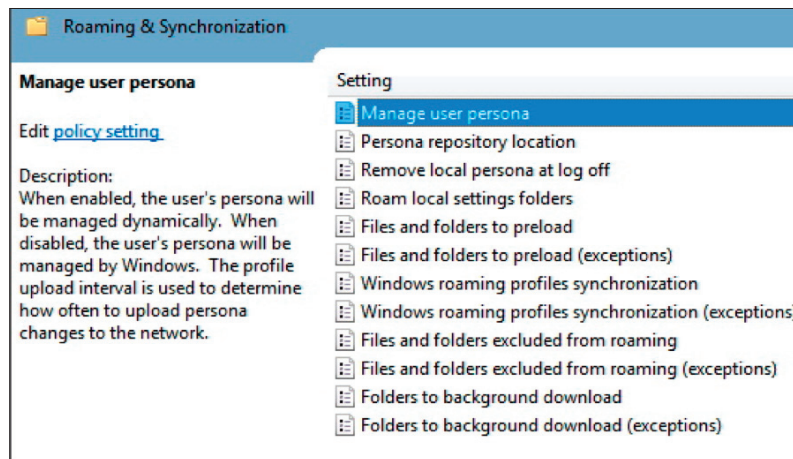 Roaming & Synchronization
Manage user persona
Edit policy setting
Description:
When enabled, the user's persona will
be managed dynamically. When
disabled, the user's persona will be
managed by Windows. The profile
upload interval is used to determine
how often to upload persona
changes to the network.
Setting
Manage user persona
Persona repository location
Remove local persona at log off
Roam local settings folders
Files and folders to preload
Files and folders to preload (exceptions)
Windows roaming profiles synchronization
Windows roaming profiles synchronization (exceptions)
Files and folders excluded from roaming
Files and folders excluded from roaming (exceptions)
Folders to background download
Folders to background download (exceptions)